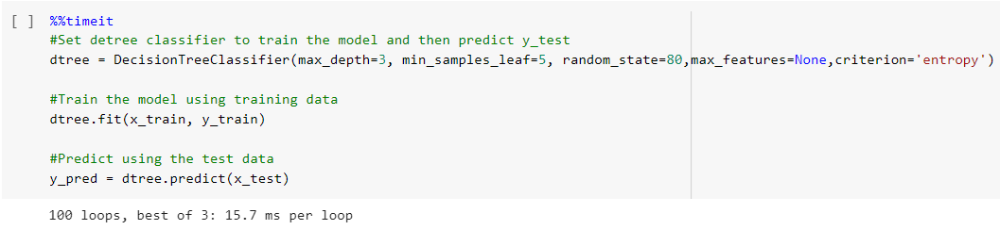 [ ] %%timeit
#Set detree classifier to train the model and then predict y_test
dtree = DecisionTreeClassifier(max_depth=3, min_samples_leaf=5, random_state=80,max_features=None,criterion='entropy')
#Train the model using training data
dtree.fit(x_train, y_train)
#Predict using the test data
y_pred = dtree.predict(x_test)
100 loops, best of 3: 15.7 ms per loop